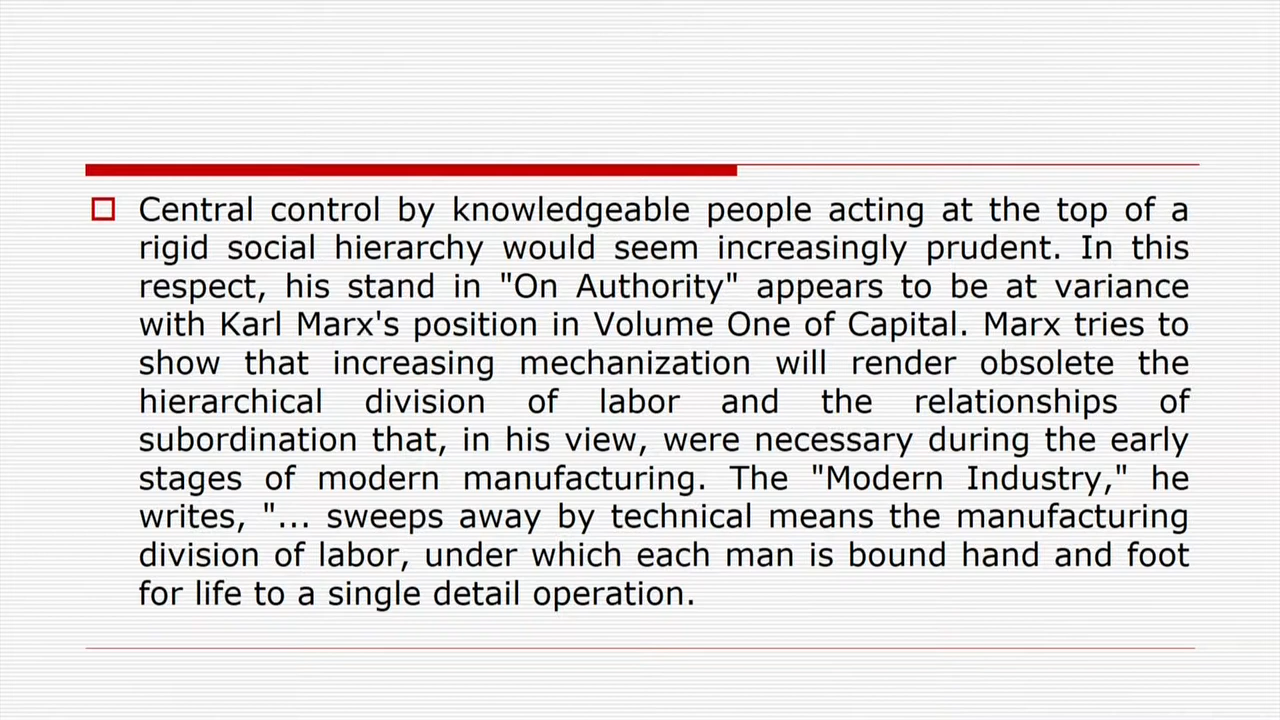 Central control by knowledgeable people acting at the top of a
rigid social hierarchy would seem increasingly prudent. In this
respect, his stand in "On Authority" appears to be at variance
with Karl Marx's position in Volume One of Capital. Marx tries to
show that increasing mechanization will render obsolete the
hierarchical division of labor and the relationships of
subordination that, in his view, were necessary during the early
stages of modern manufacturing. The "Modern Industry," he
writes, "... sweeps away by technical means the manufacturing
division of labor, under which each man is bound hand and foot
for life to a single detail operation.